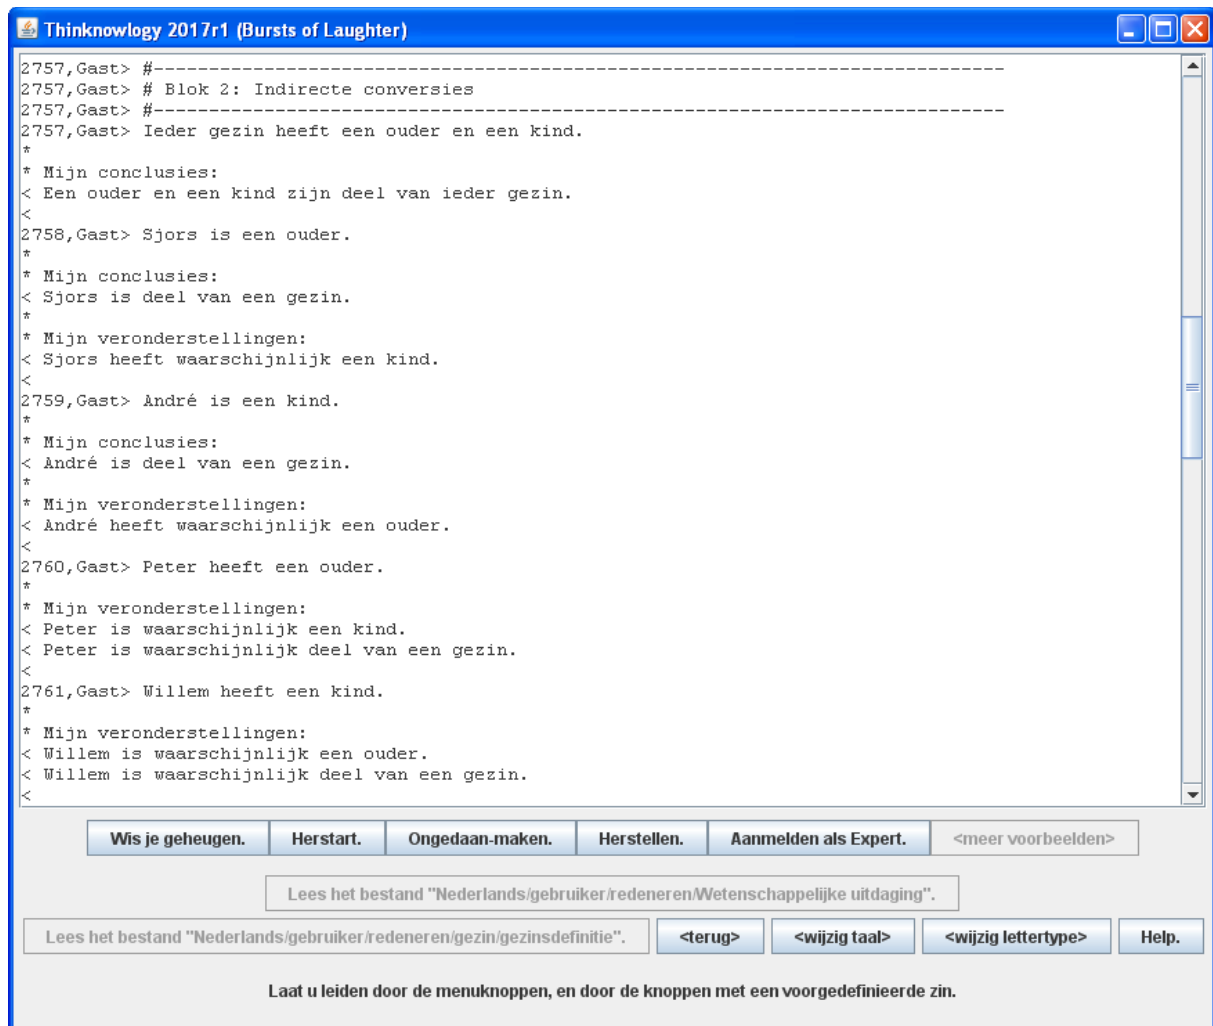 Thinknowlogy 2017r1 (Bursts of Laughter)
2757,Gast> #------------------------------------------------------------------------------
2757,Gast> # Blok 2: Indirecte conversies
2757,Gast> #------------------------------------------------------------------------------
2757,Gast> Ieder gezin heeft een ouder en een kind.
*
* Mijn conclusies:
< Een ouder en een kind zijn deel van ieder gezin.
<
2758,Gast> Sjors is een ouder.
*
* Mijn conclusies:
< Sjors is deel van een gezin.
*
* Mijn veronderstellingen:
< Sjors heeft waarschijnlijk een kind.
<
2759,Gast> André is een kind.
*
* Mijn conclusies:
< André is deel van een gezin.
*
* Mijn veronderstellingen:
< André heeft waarschijnlijk een ouder.
<
2760,Gast> Peter heeft een ouder.
*
* Mijn veronderstellingen:
< Peter is waarschijnlijk een kind.
< Peter is waarschijnlijk deel van een gezin.
<
2761,Gast> Willem heeft een kind.
*
* Mijn veronderstellingen:
< Willem is waarschijnlijk een ouder.
< Willem is waarschijnlijk deel van een gezin.
<
Wis je geheugen. Herstart. Ongedaan-maken. Herstellen. Aanmelden als Expert. <meer voorbeelden>
Lees het bestand "Nederlands/gebruiker/redeneren/Wetenschappelijke uitdaging".
Lees het bestand "Nederlands/gebruiker/redeneren/gezin/gezinsdefinitie". <terug> <wijzig taal> <wijzig lettertype> Help.
Laat u leiden door de menuknoppen, en door de knoppen met een voorgedefinieerde zin.